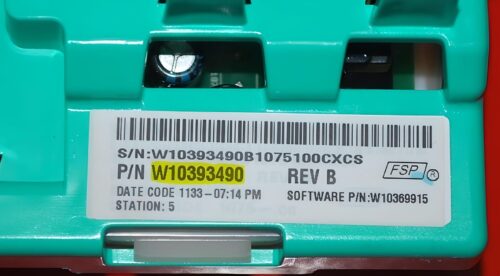 S/N:W10393490B1075100CXCS
P/N W10393490 REV B FSP®
DATE CODE 1133-07:14 PM SOFTWARE P/N:W10369915
STATION: 5